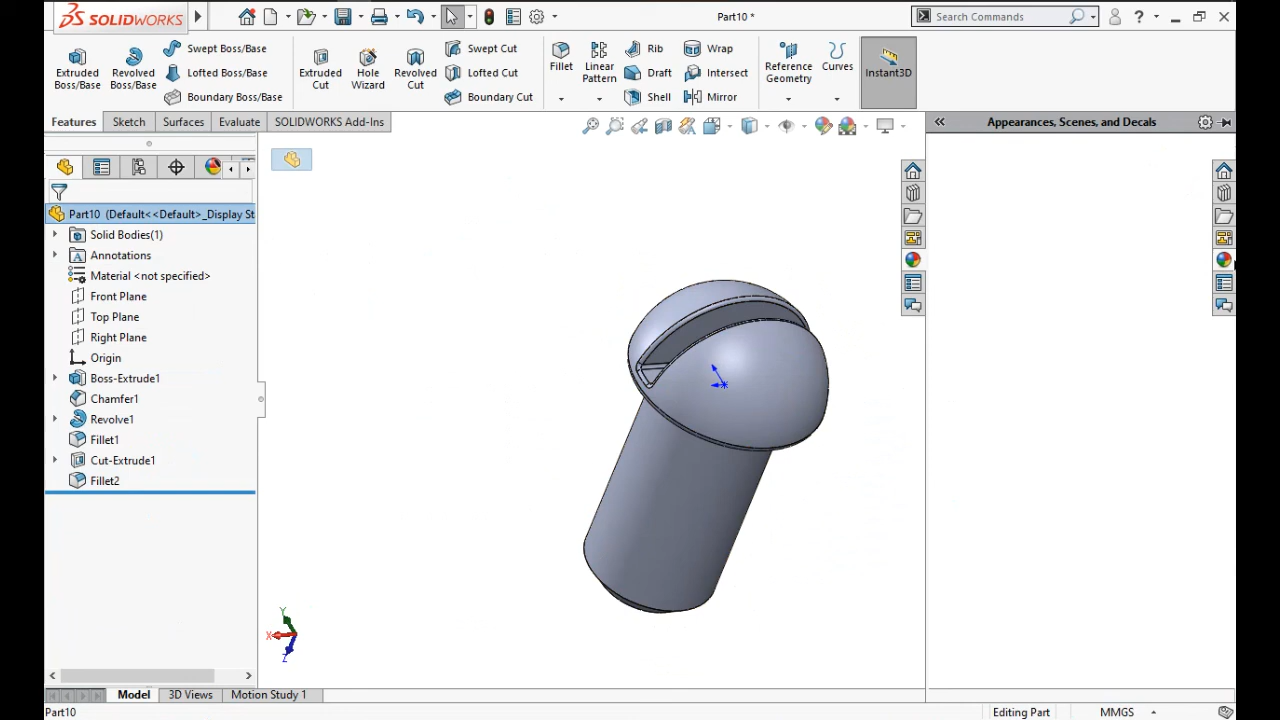 SOLIDWORKS
Part10 *
Search Commands
?
Extruded Boss/Base
Revolved Boss/Base
Swept Boss/Base
Lofted Boss/Base
Boundary Boss/Base
Extruded Cut
Hole Wizard
Revolved Cut
Swept Cut
Lofted Cut
Boundary Cut
Fillet
Linear Pattern
Rib
Draft
Shell
Wrap
Intersect
Mirror
Reference Geometry
Curves
Instant3D
Features
Sketch
Surfaces
Evaluate
SOLIDWORKS Add-Ins
Appearances, Scenes, and Decals
Part10 (Default<<Default>_Display St
Solid Bodies(1)
Annotations
Material <not specified>
Front Plane
Top Plane
Right Plane
Origin
Boss-Extrude1
Chamfer1
Revolve1
Fillet1
Cut-Extrude1
Fillet2
Y
X
Z
Model
3D Views
Motion Study 1
Part10
Editing Part
MMGS